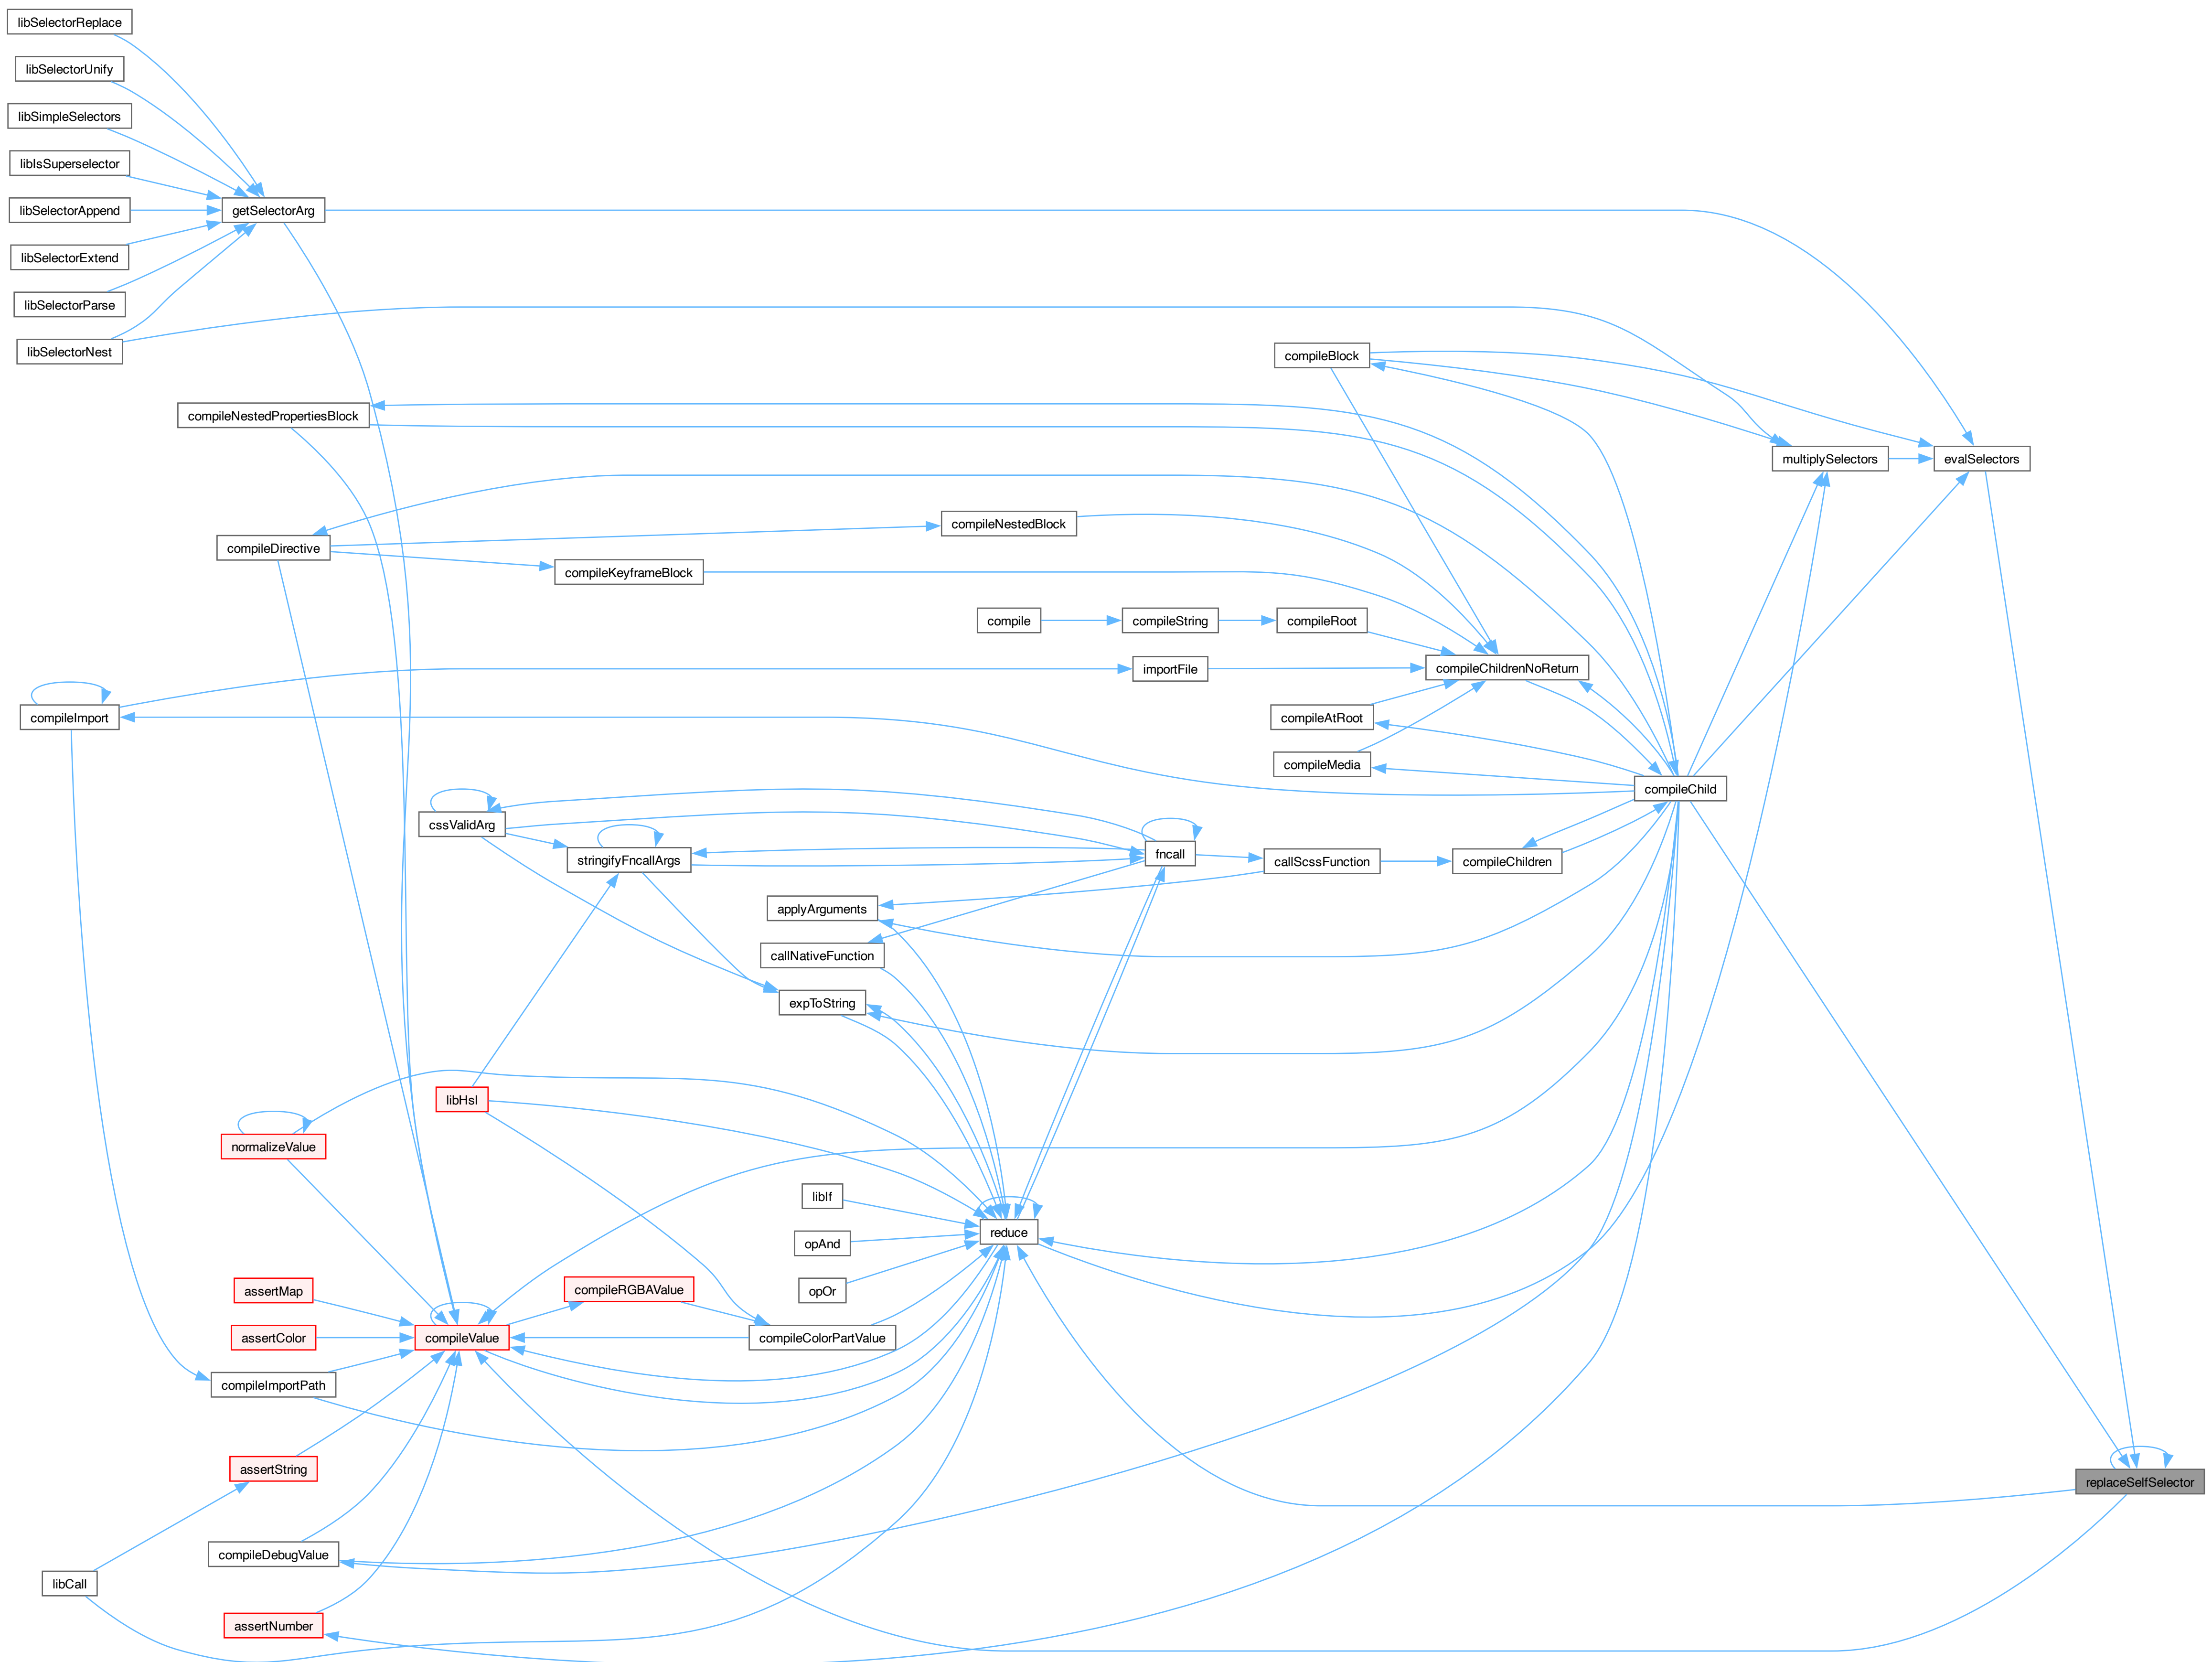 libSelectorReplace
libSelectorUnify
libSimpleSelectors
libIsSuperselector
libSelectorAppend
getSelectorArg
libSelectorExtend
libSelectorParse
libSelectorNest
compileBlock
compileNestedPropertiesBlock
multiplySelectors
evalSelectors
compileNestedBlock
compileDirective
compileKeyframeBlock
compile
compileString
compileRoot
importFile
compileChildrenNoReturn
compileImport
compileAtRoot
compileMedia
compileChild
cssValidArg
stringifyFncallArgs
fncall
callScssFunction
compileChildren
applyArguments
callNativeFunction
expToString
libHsl
normalizeValue
libIf
reduce
opAnd
opOr
assertMap
compileRGBAValue
assertColor
compileValue
compileColorPartValue
compileImportPath
assertString
replaceSelfSelector
compileDebugValue
libCall
assertNumber